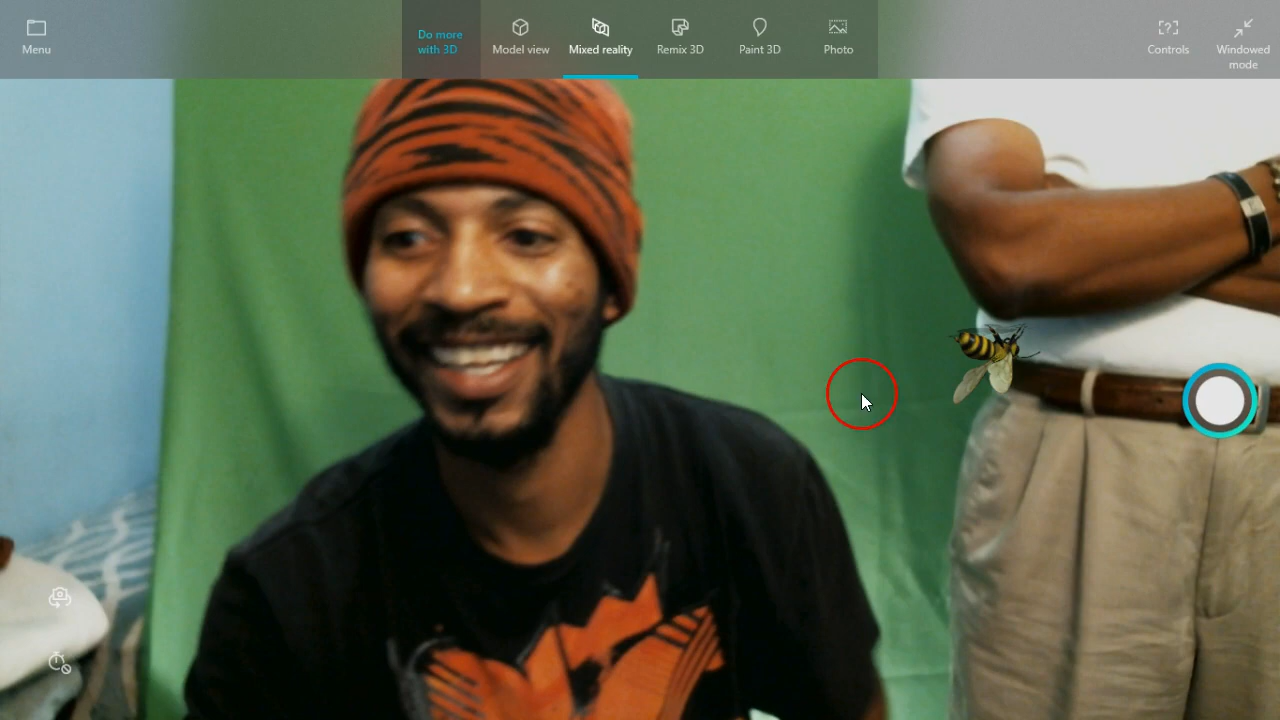 Menu
Do more
with 3D
Model view
Mixed reality
Remix 3D
Paint 3D
Photo
Controls
Windowed
mode